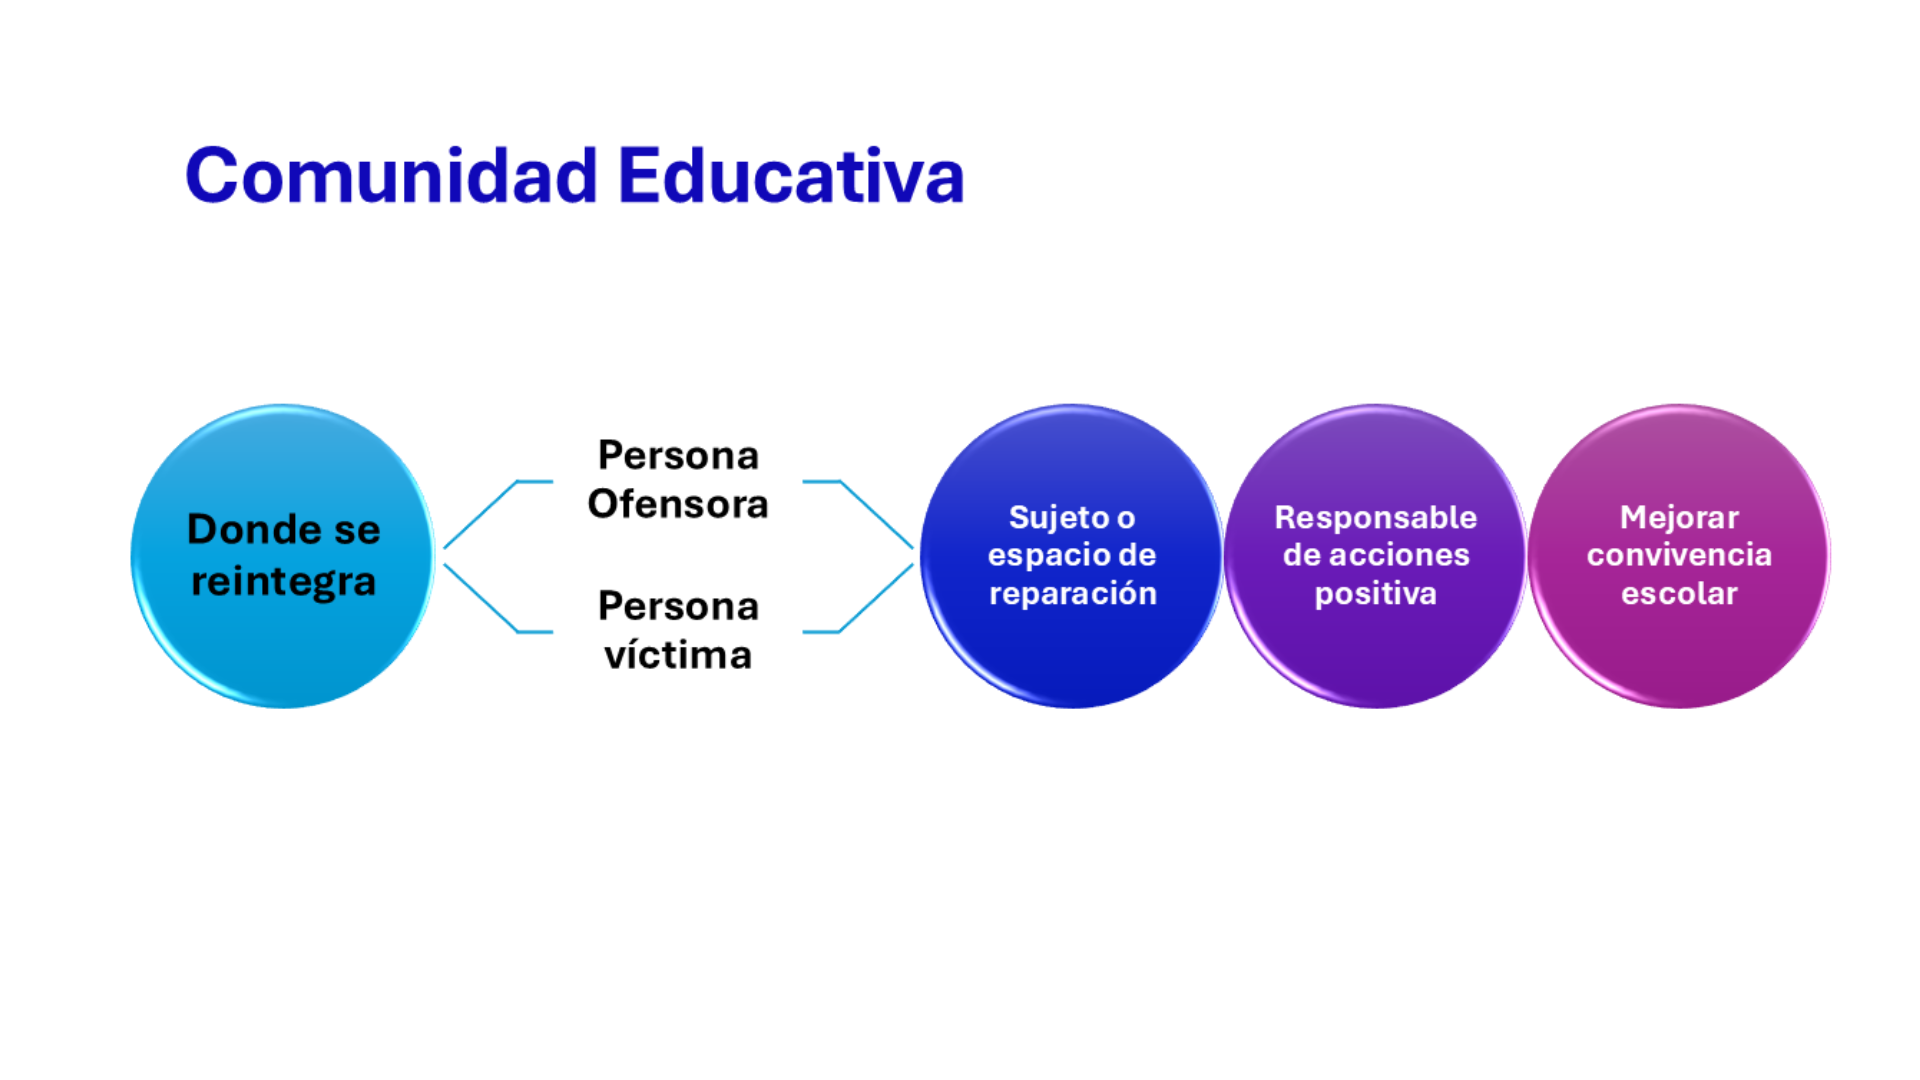 Comunidad Educativa
Donde se
reintegra
Persona
Ofensora
Persona
víctima
Sujeto o
espacio de
reparación
Responsable
de acciones
positiva
Mejorar
convivencia
escolar